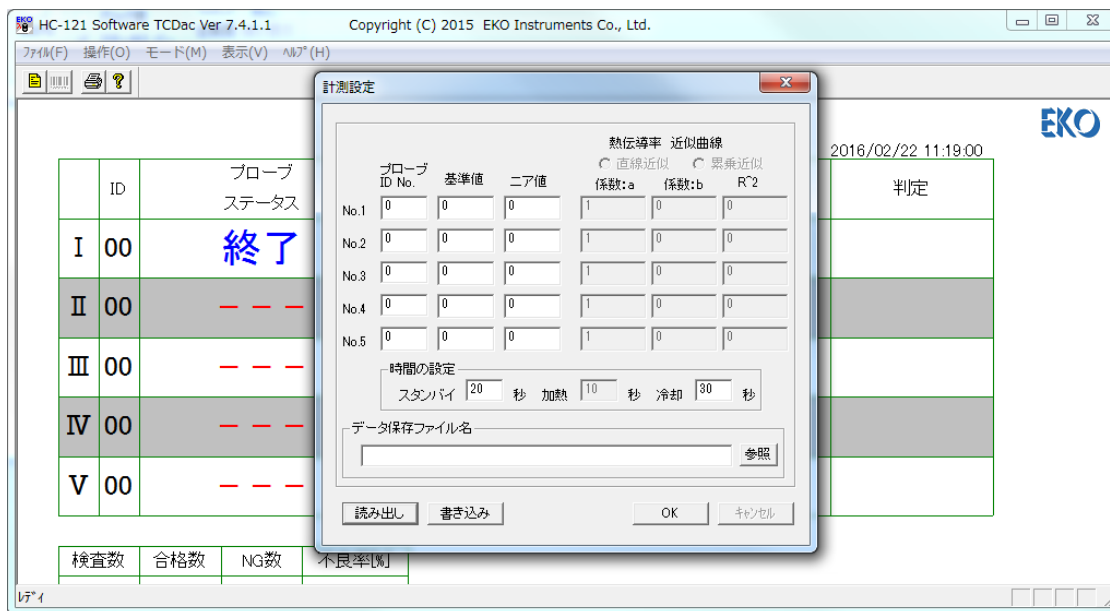 HC-121 Software TCDac Ver 7.4.1.1 Copyright (C) 2015 EKO Instruments Co., Ltd.
ファイル(F) 操作(O) モード(M) 表示(V) ヘルプ(H)
計測設定
EKO
2016/02/22 11:19:00
ID
プローブ
ステータス
判定
熱伝導率 近似曲線
直線近似 累乗近似
プローブ
ID No. 基準値 ニア値 係数:a 係数:b R^2
No.1 0 0 0 1 0 0
No.2 0 0 0 1 0 0
No.3 0 0 0 1 0 0
No.4 0 0 0 1 0 0
No.5 0 0 0 1 0 0
時間の設定
スタンバイ 20 秒 加熱 10 秒 冷却 30 秒
データ保存ファイル名
参照
読み出し 書き込み OK キャンセル
Ⅰ 00 終了
Ⅱ 00 – – –
Ⅲ 00 – – –
Ⅳ 00 – – –
Ⅴ 00 – – –
検査数 合格数 NG数 不良率[%]
レディ